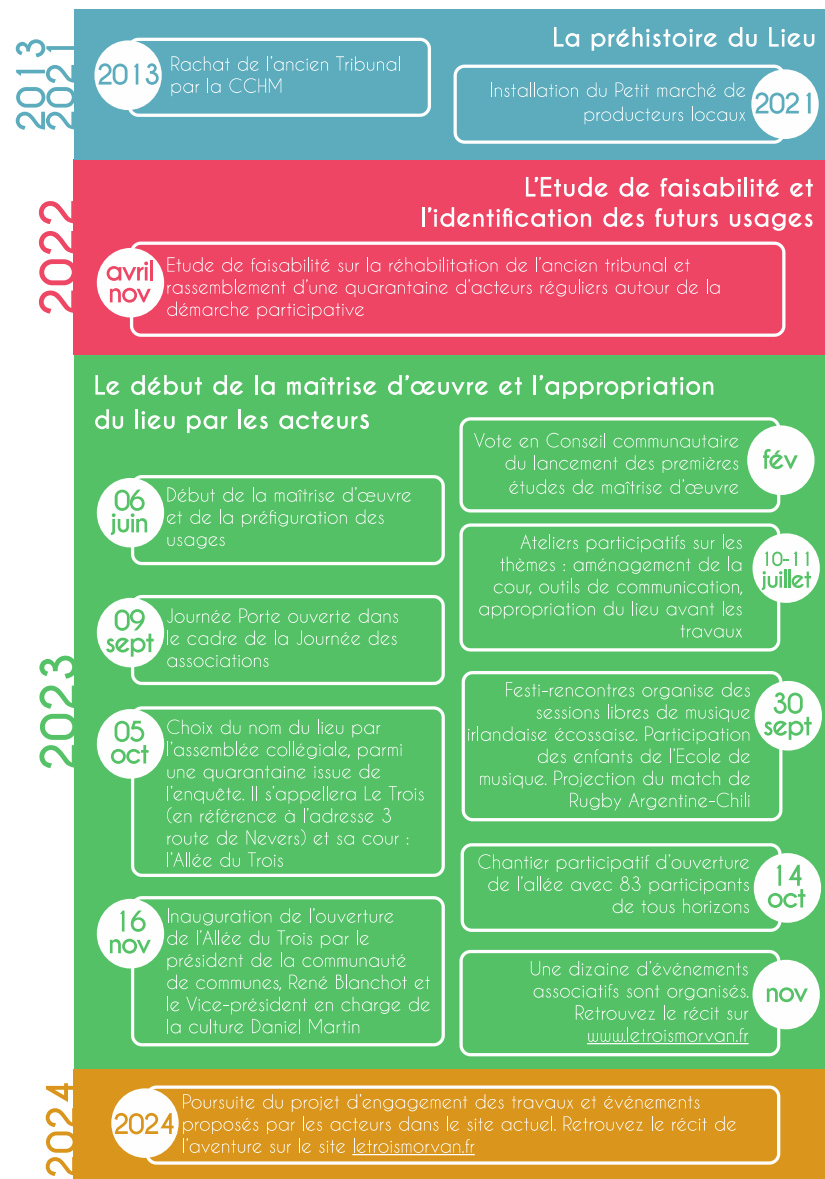 2013
2021
La préhistoire du Lieu
2013
Rachat de l'ancien Tribunal
par la CCHM
Installation du Petit marché de
producteurs locaux
2021
2022
L'Etude de faisabilité et
l'identification des futurs usages
avril
nov
Etude de faisabilité sur la réhabilitation de l'ancien tribunal et
rassemblement d'une quarantaine d'acteurs réguliers autour de la
démarche participative
2023
Le début de la maîtrise d'œuvre et l'appropriation
du lieu par les acteurs
Vote en Conseil communautaire
du lancement des premières
études de maîtrise d'œuvre
fév
06
juin
Début de la maîtrise d'œuvre
et de la préfiguration des
usages
Ateliers participatifs sur les
thèmes : aménagement de la
cour, outils de communication,
appropriation du lieu avant les
travaux
10-11
juillet
09
sept
Journée Porte ouverte dans
le cadre de la Journée des
associations
Festi-rencontres organise des
sessions libres de musique
irlandaise écossaise. Participation
des enfants de l'Ecole de
musique. Projection du match de
Rugby Argentine-Chili
30
sept
05
oct
Choix du nom du lieu par
l'assemblée collégiale, parmi
une quarantaine issue de
l'enquête. Il s'appellera Le Trois
(en référence à l'adresse 3
route de Nevers) et sa cour :
l'Allée du Trois
Chantier participatif d'ouverture
de l'allée avec 83 participants
de tous horizons
14
oct
16
nov
Inauguration de l'ouverture
de l'Allée du Trois par le
président de la communauté
de communes, René Blanchot et
le Vice-président en charge de
la culture Daniel Martin
Une dizaine d'événements
associatifs sont organisés.
Retrouvez le récit sur
www.letroismorvan.fr
nov
2024
2024
Poursuite du projet d'engagement des travaux et événements
proposés par les acteurs dans le site actuel. Retrouvez le récit de
l'aventure sur le site letroismorvan.fr